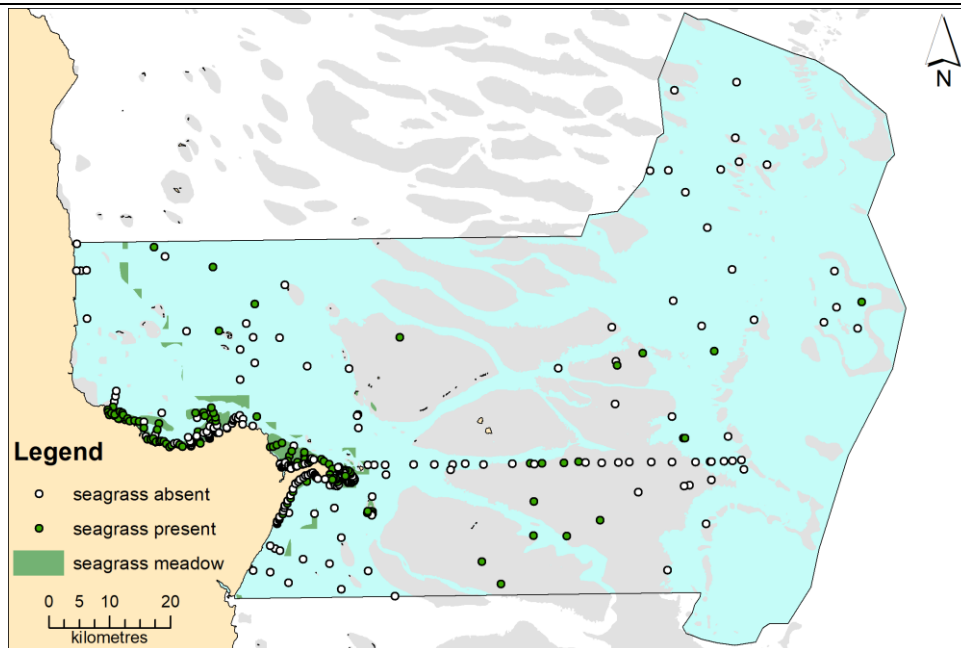 N
Legend
seagrass absent
seagrass present
seagrass meadow
0 5 10 20
kilometres